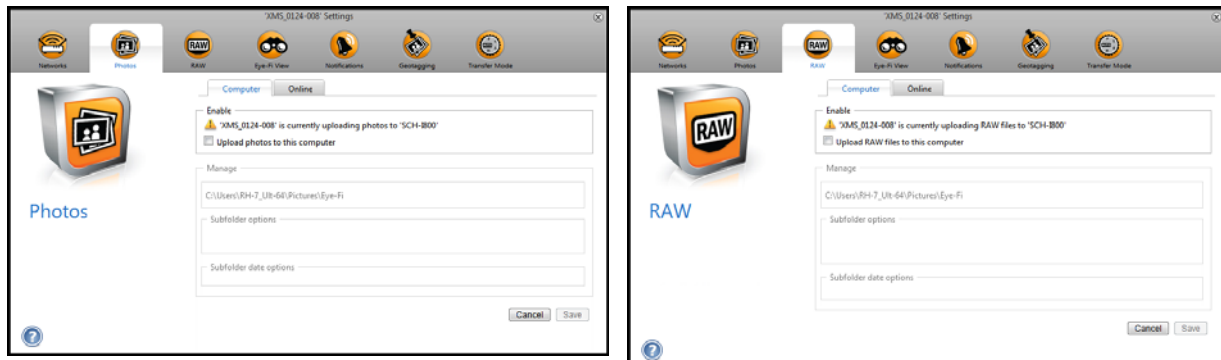 'XMS_0124-008' Settings
Networks
Photos
RAW
Eye-Fi View
Notifications
Geotagging
Transfer Mode
Computer
Online
Enable
'XMS_0124-008' is currently uploading photos to 'SCH-I800'
Upload photos to this computer
Manage
C:\Users\RH-7_Ult-64\Pictures\Eye-Fi
Photos
Subfolder options
Subfolder date options
Cancel
Save
?
'XMS_0124-008' Settings
Networks
Photos
RAW
Eye-Fi View
Notifications
Geotagging
Transfer Mode
RAW
Computer
Online
Enable
'XMS_0124-008' is currently uploading RAW files to 'SCH-I800'
Upload RAW files to this computer
Manage
C:\Users\RH-7_Ult-64\Pictures\Eye-Fi
RAW
Subfolder options
Subfolder date options
Cancel
Save
?